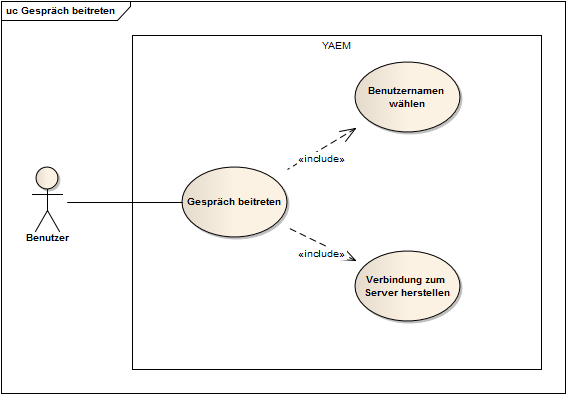 uc Gespräch beitreten
YAEM
Benutzernamen
wählen
«include»
Gespräch beitreten
Benutzer
«include»
Verbindung zum
Server herstellen